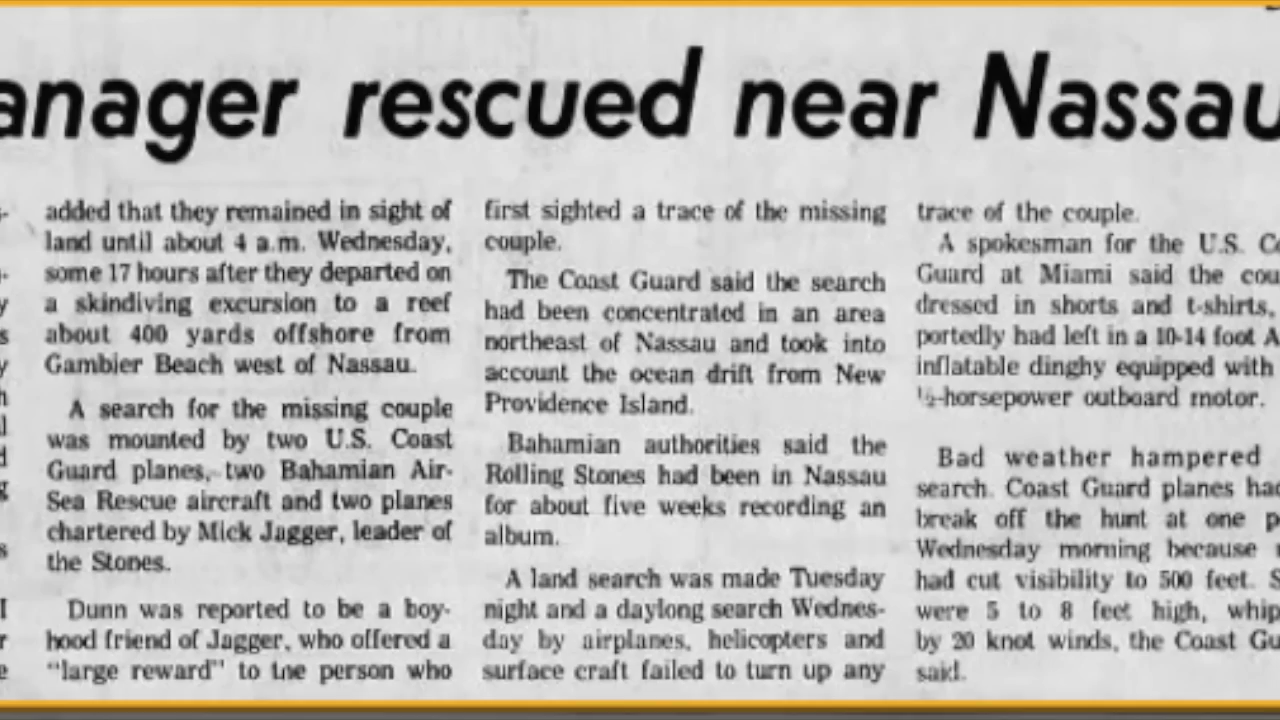 anager rescued near Nassau
added that they remained in sight of
land until about 4 a.m. Wednesday,
some 17 hours after they departed on
a skindiving excursion to a reef
about 400 yards offshore from
Gambier Beach west of Nassau.
A search for the missing couple
was mounted by two U.S. Coast
Guard planes, two Bahamian Air-
Sea Rescue aircraft and two planes
chartered by Mick Jagger, leader of
the Stones.
Dunn was reported to be a boy-
hood friend of Jagger, who offered a
"large reward" to the person who
first sighted a trace of the missing
couple.
The Coast Guard said the search
had been concentrated in an area
northeast of Nassau and took into
account the ocean drift from New
Providence Island.
Bahamian authorities said the
Rolling Stones had been in Nassau
for about five weeks recording an
album.
A land search was made Tuesday
night and a daylong search Wednes-
day by airplanes, helicopters and
surface craft failed to turn up any
trace of the couple.
A spokesman for the U.S. Co
Guard at Miami said the cou
dressed in shorts and t-shirts,
portedly had left in a 10-14 foot A
inflatable dinghy equipped with
½-horsepower outboard motor.
Bad weather hampered
search. Coast Guard planes had
break off the hunt at one p
Wednesday morning because
had cut visibility to 500 feet. S
were 5 to 8 feet high, whip
by 20 knot winds, the Coast Gu
said.